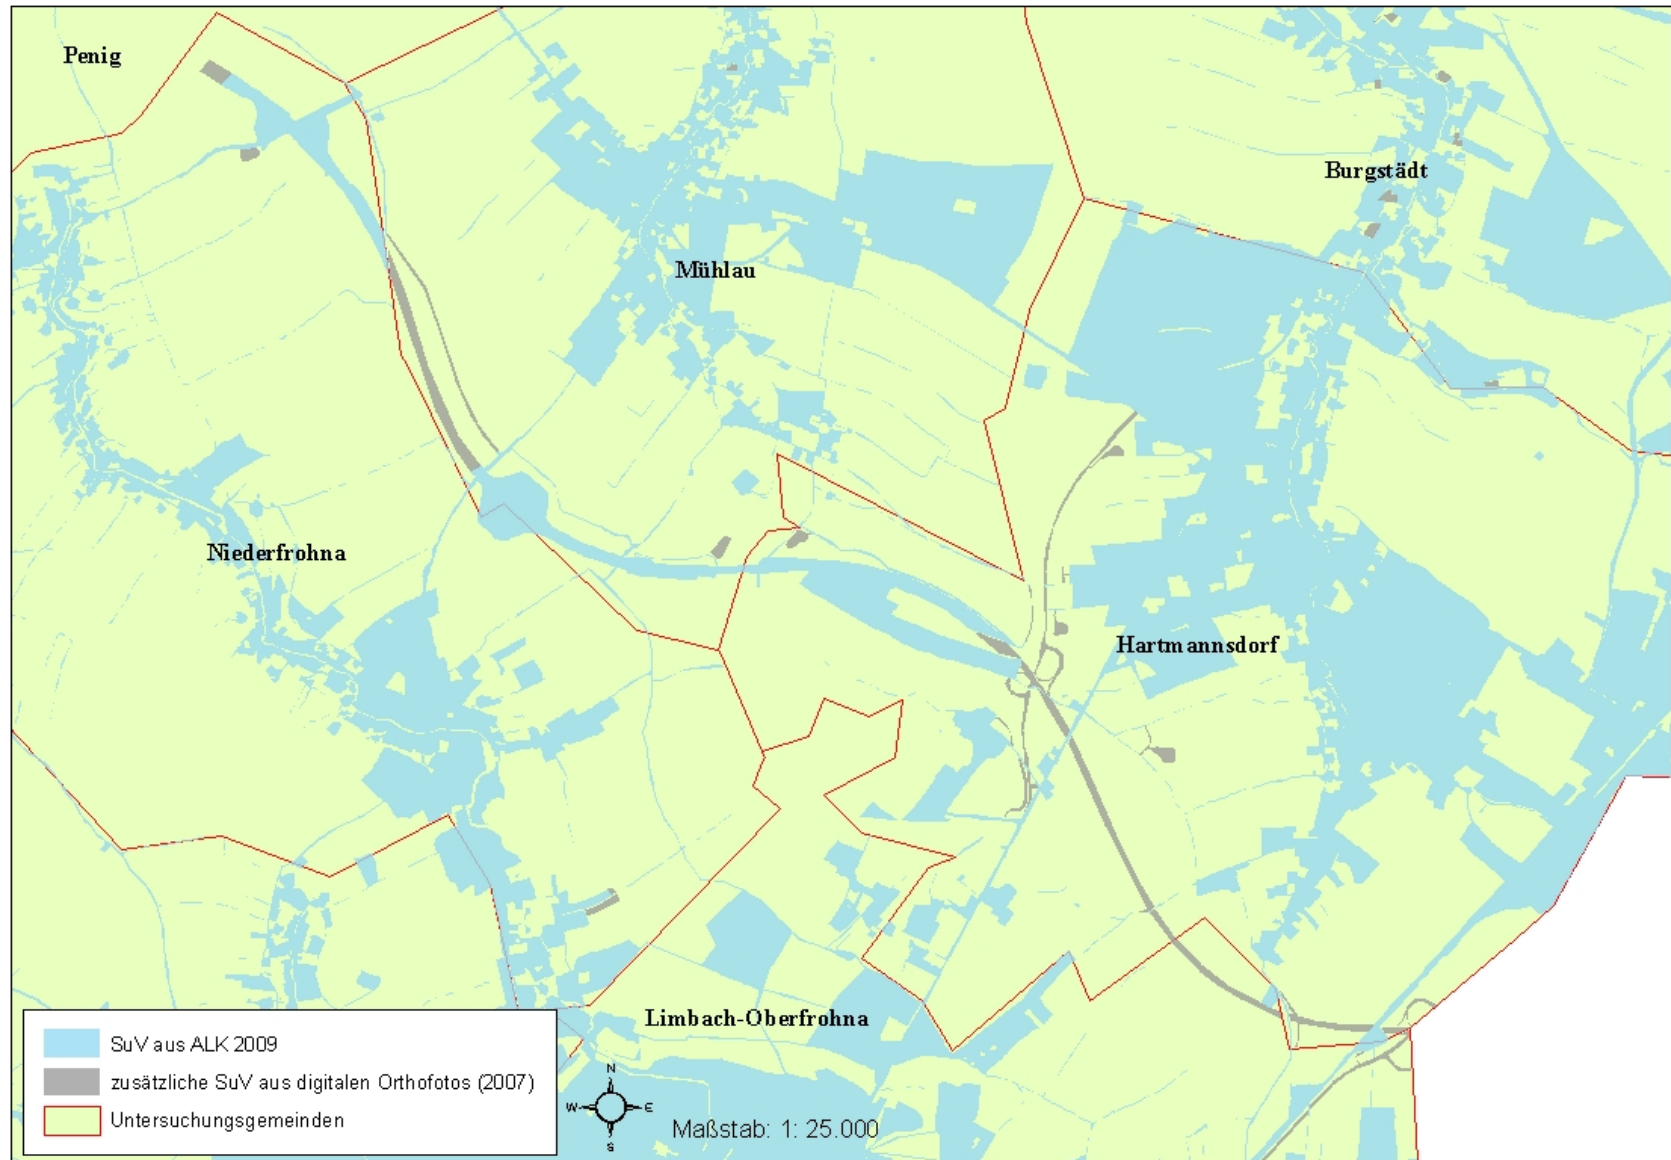 Penig
Burgstädt
Mühlau
Niederfrohna
Hartmannsdorf
Limbach-Oberfrohna
SuV aus ALK 2009
zusätzliche SuV aus digitalen Orthofotos (2007)
Untersuchungsgemeinden
N
W E
S
Maßstab: 1: 25.000